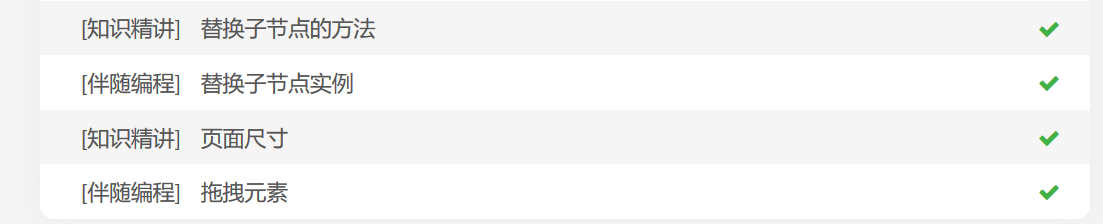 [知识精讲] 替换子节点的方法
[伴随编程] 替换子节点实例
[知识精讲] 页面尺寸
[伴随编程] 拖拽元素